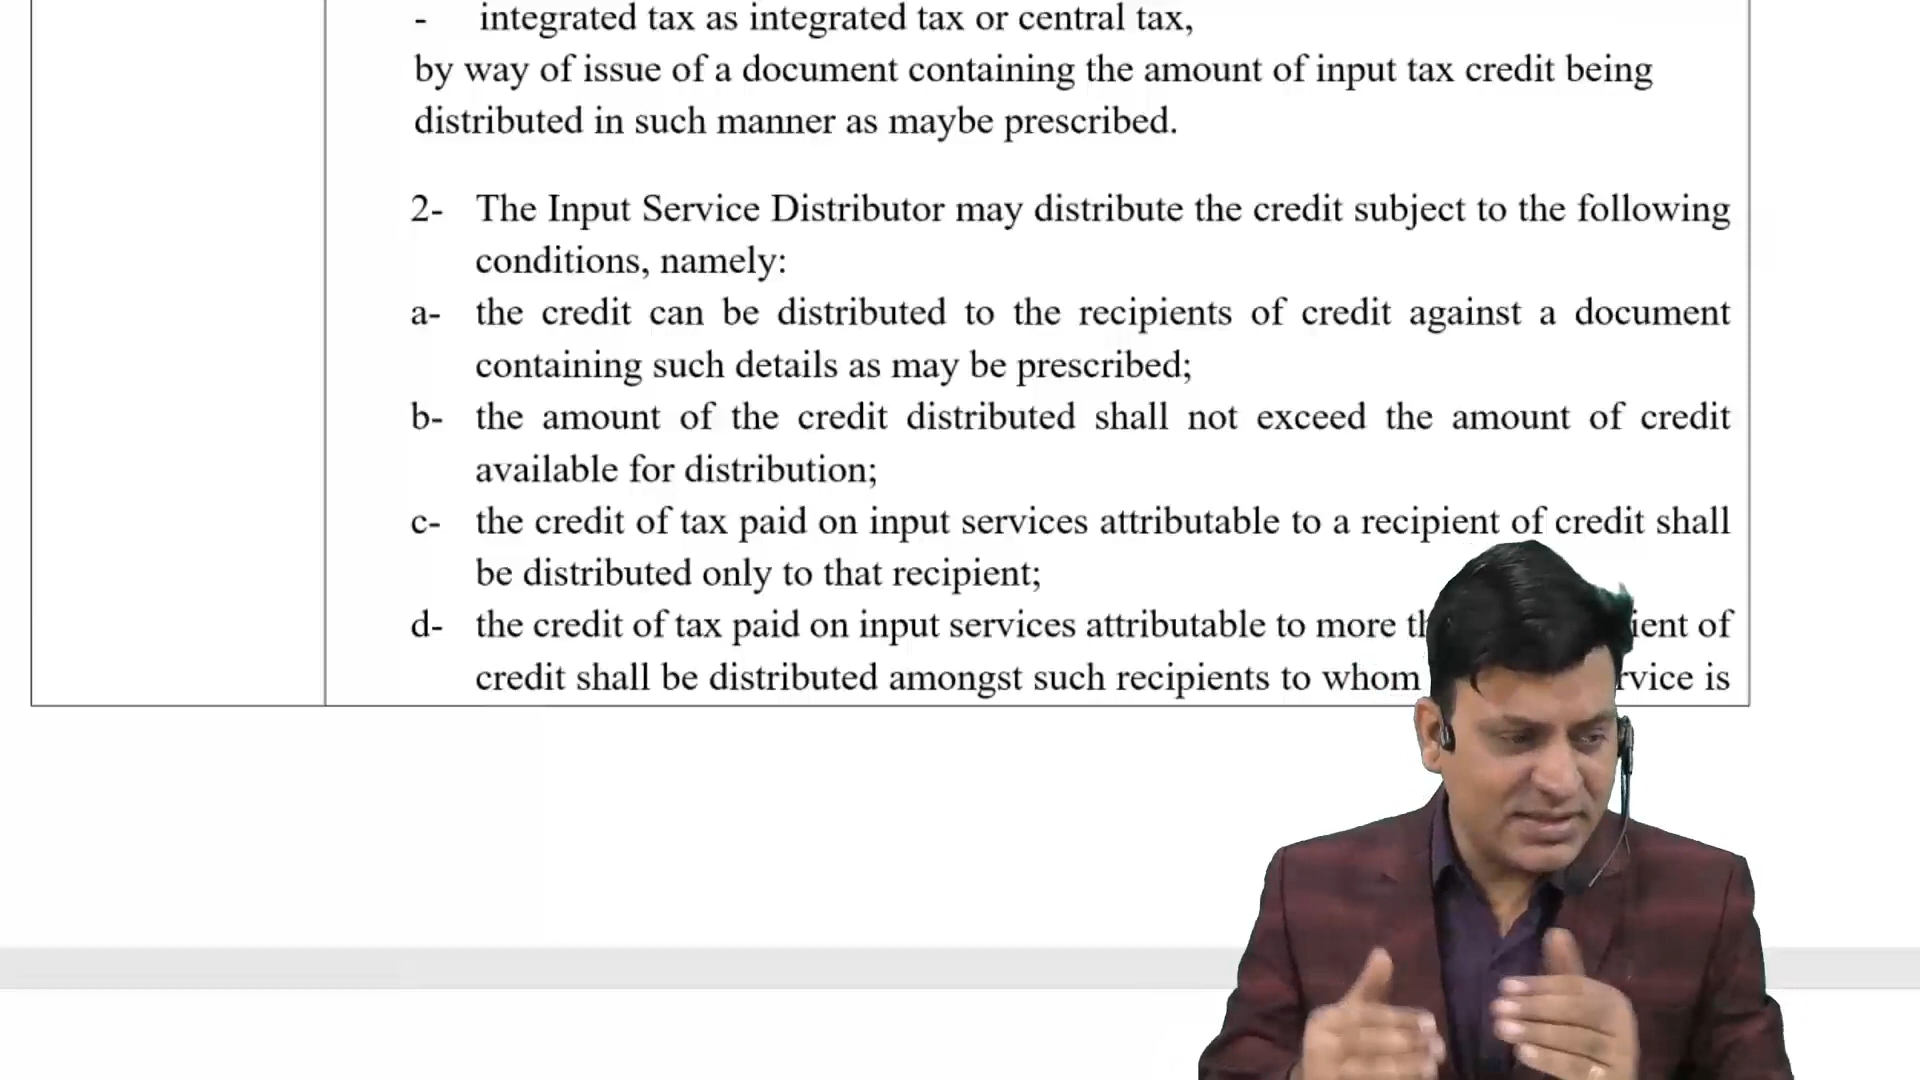 - integrated tax as integrated tax or central tax,
by way of issue of a document containing the amount of input tax credit being
distributed in such manner as maybe prescribed.
2- The Input Service Distributor may distribute the credit subject to the following
conditions, namely:
a- the credit can be distributed to the recipients of credit against a document
containing such details as may be prescribed;
b- the amount of the credit distributed shall not exceed the amount of credit
available for distribution;
c- the credit of tax paid on input services attributable to a recipient of credit shall
be distributed only to that recipient;
d- the credit of tax paid on input services attributable to more of
credit shall be distributed amongst such recipients to whom is